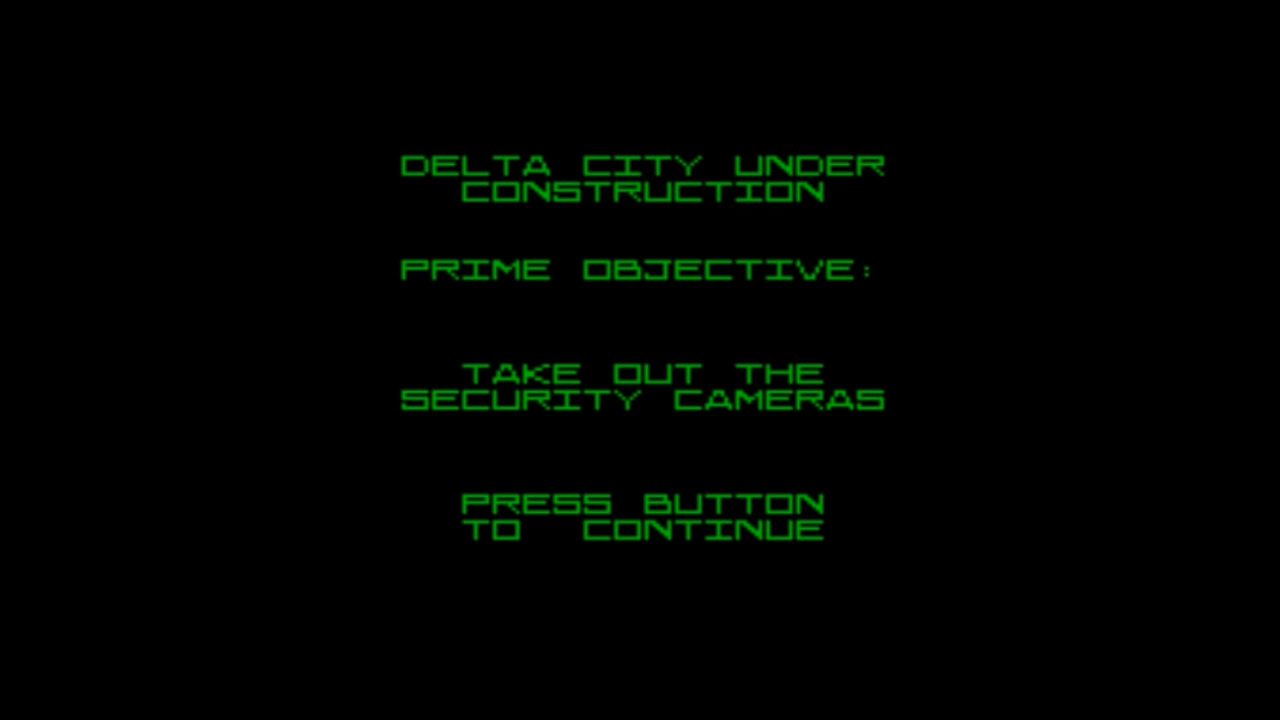 DELTA CITY UNDER
CONSTRUCTION
PRIME OBJECTIVE:
TAKE OUT THE
SECURITY CAMERAS
PRESS BUTTON
TO CONTINUE